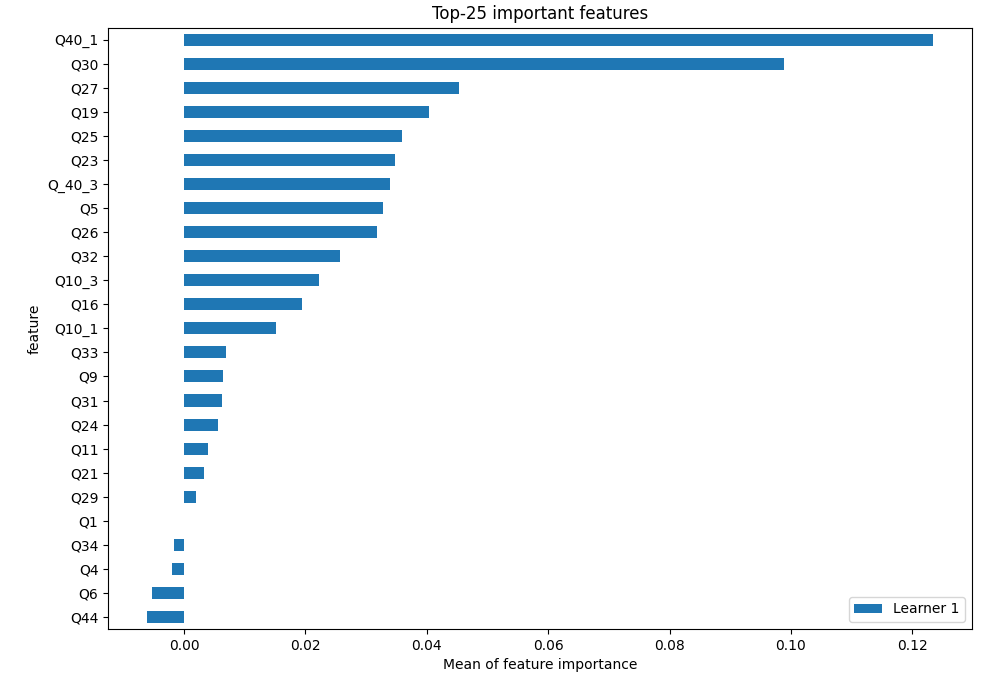 Top-25 important features
Q40_1
Q30
Q27
Q19
Q25
Q23
Q_40_3
Q5
Q26
Q32
Q10_3
Q16
Q10_1
Q33
Q9
Q31
Q24
Q11
Q21
Q29
Q1
Q34
Q4
Q6
Q44
feature
Learner 1
0.00 0.02 0.04 0.06 0.08 0.10 0.12
Mean of feature importance